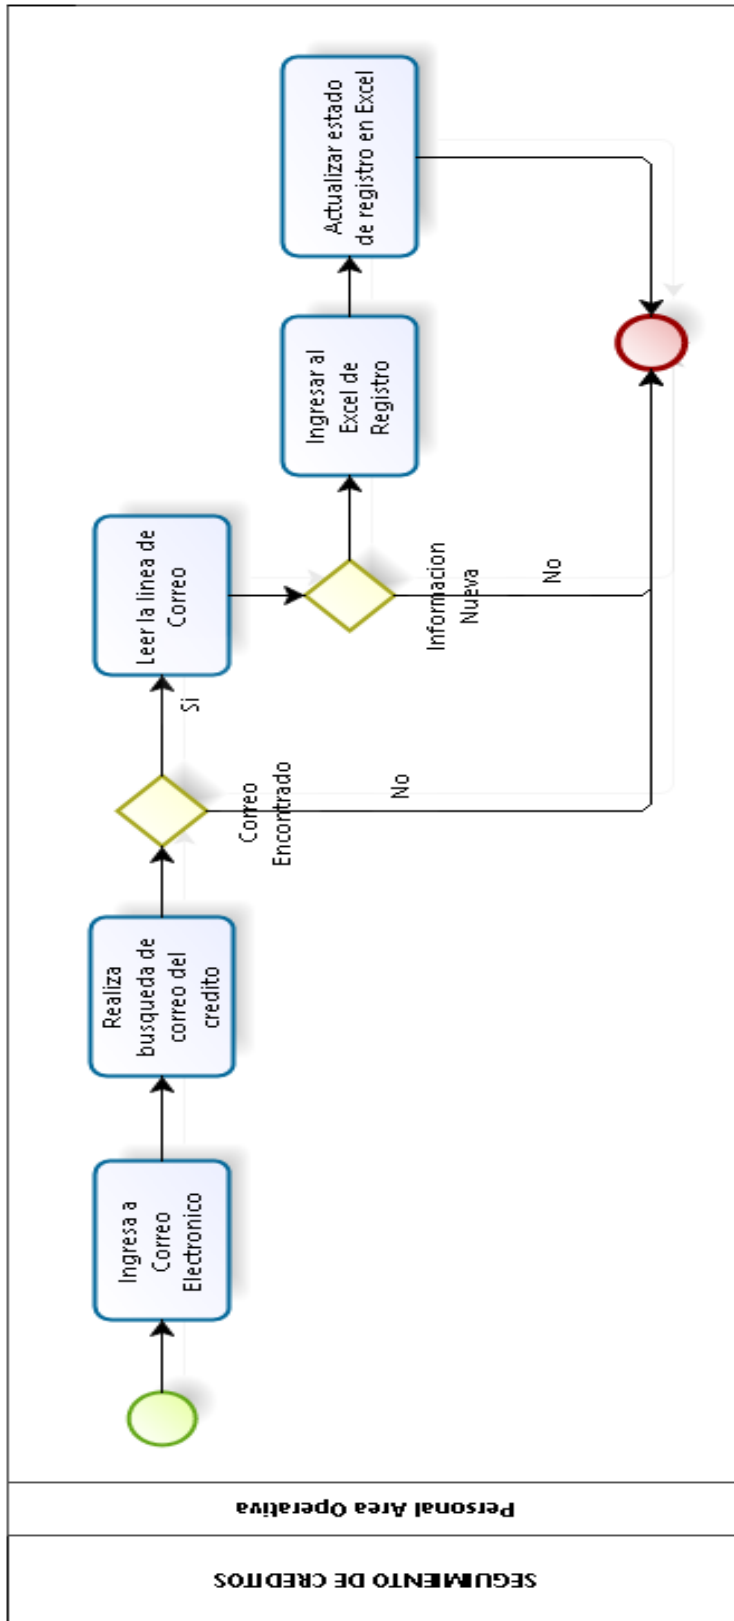 SEGUIMIENTO DE CREDITOS
Personal Area Operativa
Ingresa a
Correo
Electronico
Realiza
busqueda de
correo del
credito
Correo
Encontrado
Si
No
Leer la linea de
Correo
Informacion
Nueva
No
Ingresar al
Excel de
Registro
Actualizar estado
de registro en Excel